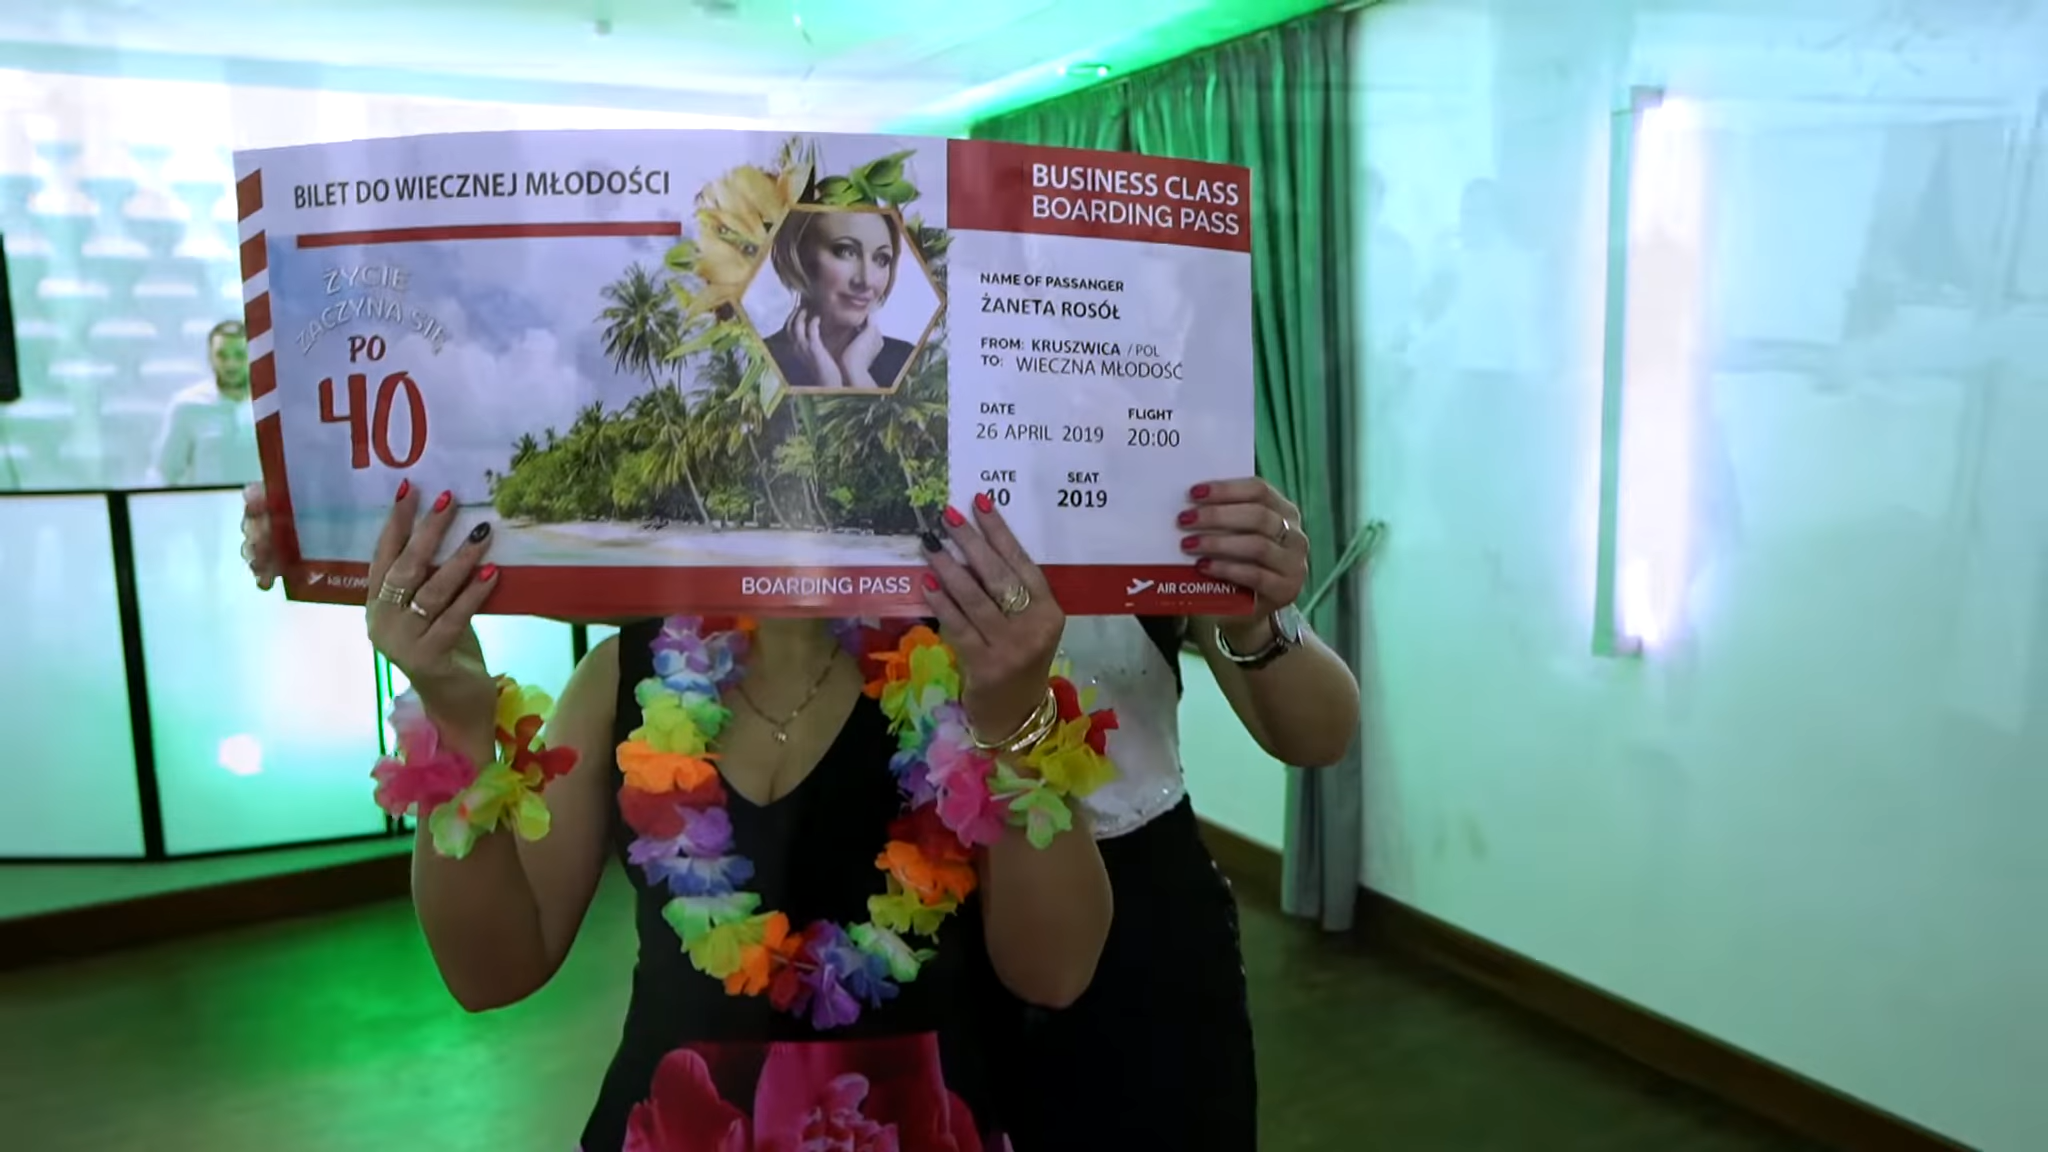 BILET DO WIECZNEJ MŁODOŚCI
ŻYCIE
ZACZYNA SIĘ
PO
40
BUSINESS CLASS
BOARDING PASS
NAME OF PASSANGER
ŻANETA ROSÓŁ
FROM: KRUSZWICA / POL
TO: WIECZNA MŁODOŚĆ
DATE FLIGHT
26 APRIL 2019 20:00
GATE SEAT
40 2019
AIR
BOARDING PASS
AIR COMPANY